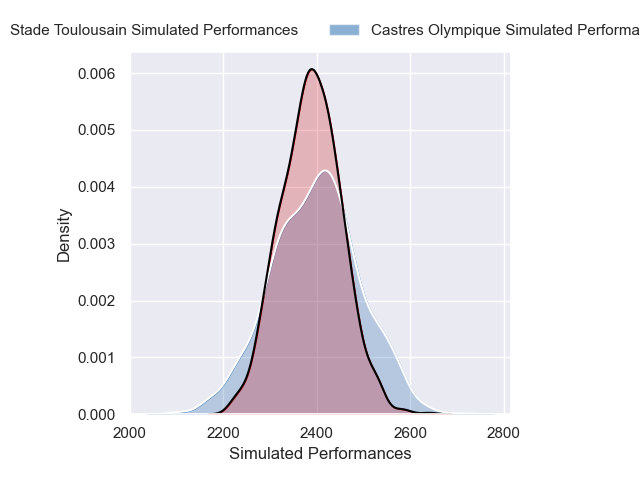 Stade Toulousain Simulated Performances
Castres Olympique Simulated Performa
0.006
0.005
0.004
0.003
0.002
0.001
0.000
Density
2000 2200 2400 2600 2800
Simulated Performances